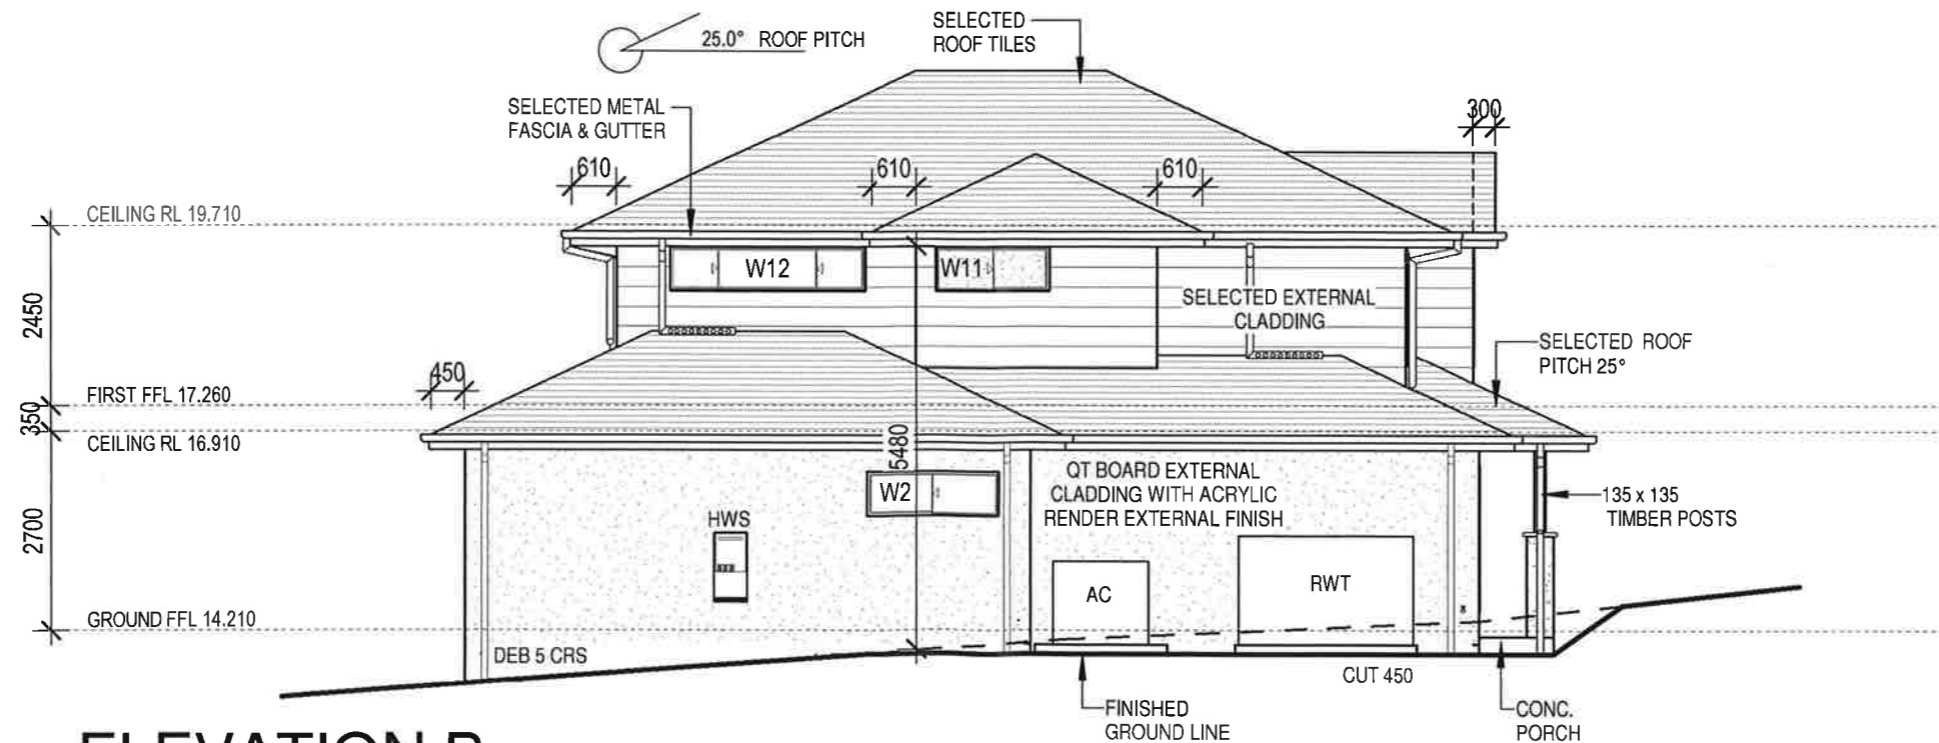 25.0° ROOF PITCH
SELECTED
ROOF TILES
SELECTED METAL
FASCIA & GUTTER
300
610
610
610
CEILING RL 19.710
W12
W11
2450
SELECTED EXTERNAL
CLADDING
SELECTED ROOF
PITCH 25°
450
FIRST FFL 17.260
350
CEILING RL 16.910
5480
QT BOARD EXTERNAL
CLADDING WITH ACRYLIC
RENDER EXTERNAL FINISH
W2
135 x 135
TIMBER POSTS
2700
HWS
AC
RWT
GROUND FFL 14.210
DEB 5 CRS
CUT 450
FINISHED
GROUND LINE
CONC.
PORCH
ELEVATION B